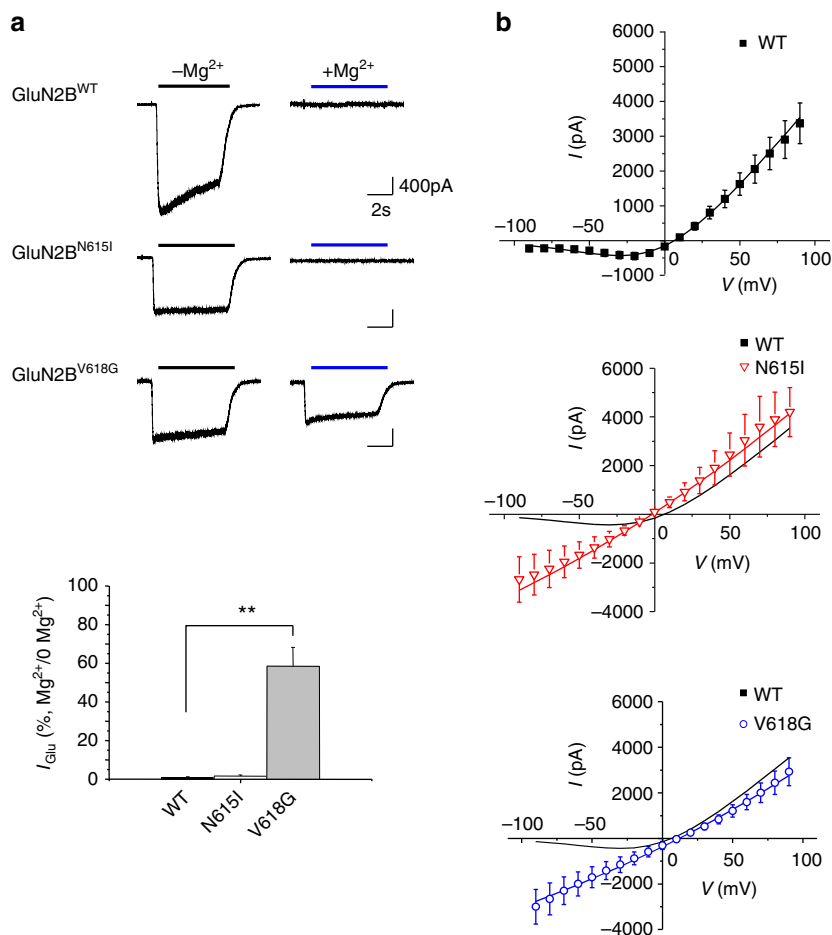 a
−Mg2+
+Mg2+
GluN2BWT
400pA
2s
GluN2BN615I
GluN2BV618G
100
80
60
40
20
0
**
IGlu (%, Mg2+/0 Mg2+)
WT
N615I
V618G
b
6000
5000
4000
3000
2000
1000
−1000
I (pA)
WT
−100
−50
0
50
100
V (mV)
WT
N615I
6000
4000
2000
−2000
−4000
I (pA)
−100
−50
0
50
100
V (mV)
WT
V618G
6000
4000
2000
−2000
−4000
I (pA)
−100
−50
0
50
100
V (mV)